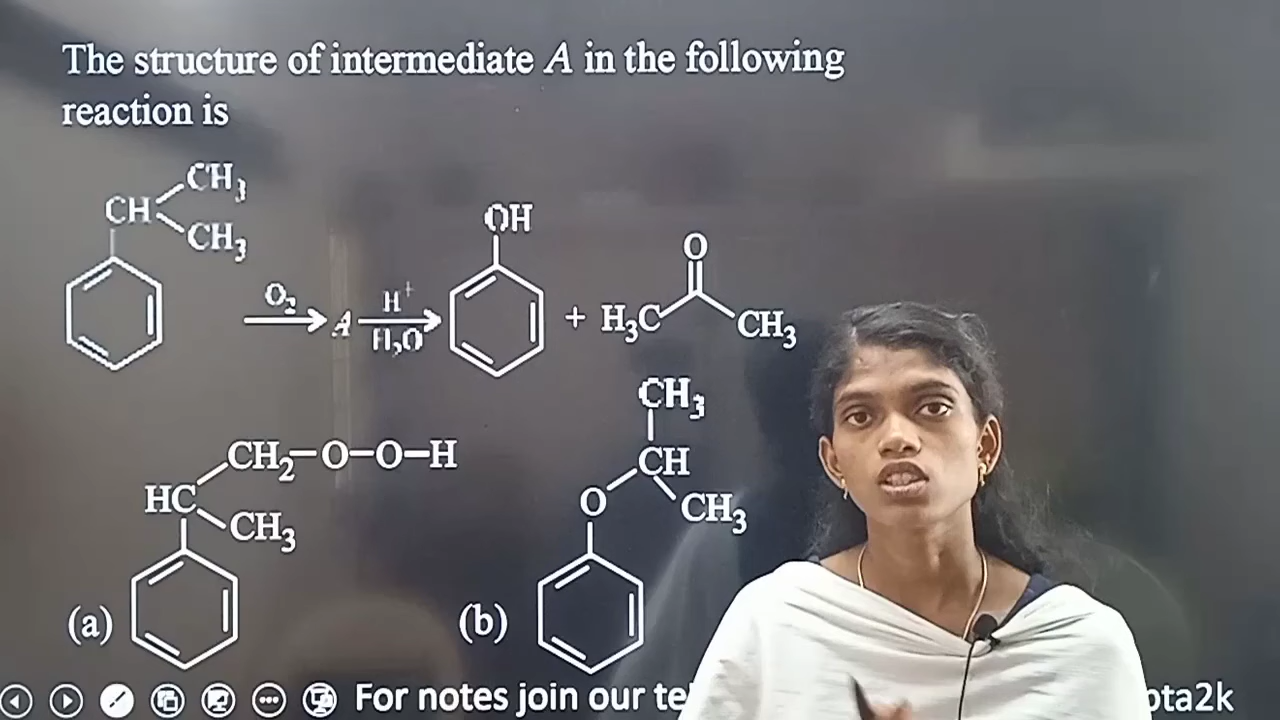 The structure of intermediate A in the following
reaction is
CH CH3
CH3
O2 A H+
H2O
OH
+
O
H3C CH3
CH2–O–O–H
HC
CH3
(a)
CH3
CH
O
CH3
(b)
For notes join our
ota2k